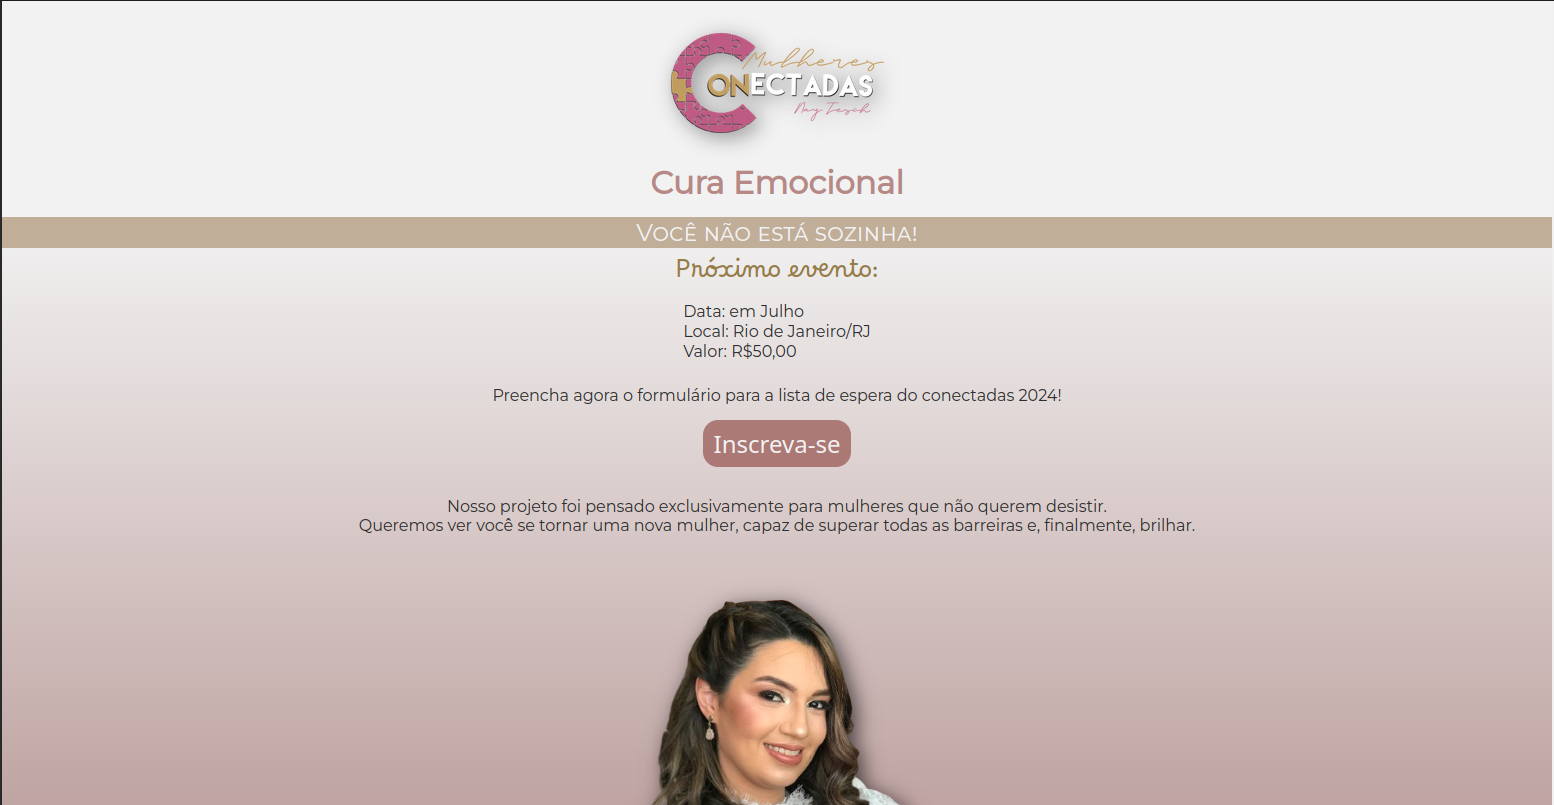 Mulheres
CONECTADAS
Nay Tesch
Cura Emocional
VOCÊ NÃO ESTÁ SOZINHA!
Próximo evento:
Data: em Julho
Local: Rio de Janeiro/RJ
Valor: R$50,00
Preencha agora o formulário para a lista de espera do conectadas 2024!
Inscreva-se
Nosso projeto foi pensado exclusivamente para mulheres que não querem desistir.
Queremos ver você se tornar uma nova mulher, capaz de superar todas as barreiras e, finalmente, brilhar.